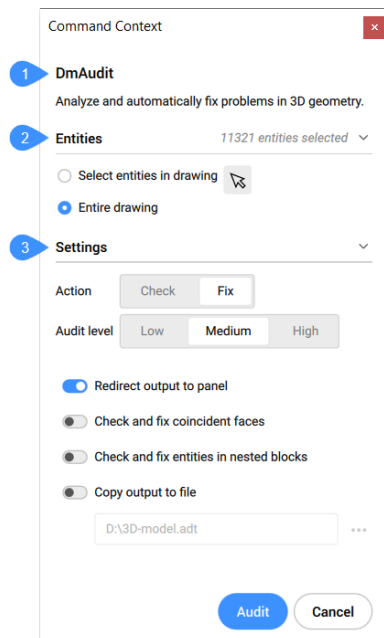 Command Context
1 DmAudit
Analyze and automatically fix problems in 3D geometry.
2 Entities 11321 entities selected
Select entities in drawing
Entire drawing
3 Settings
Action Check Fix
Audit level Low Medium High
Redirect output to panel
Check and fix coincident faces
Check and fix entities in nested blocks
Copy output to file
D:\3D-model.adt
Audit Cancel